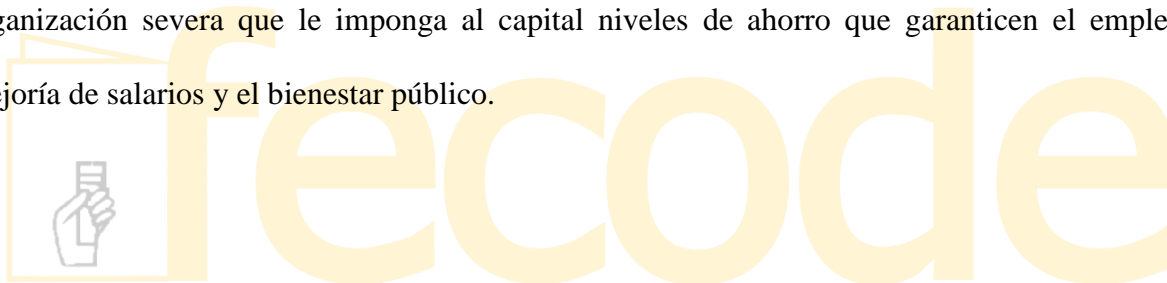 ganización severa que le imponga al capital niveles de ahorro que garanticen el emple
ejoría de salarios y el bienestar público.
fecode